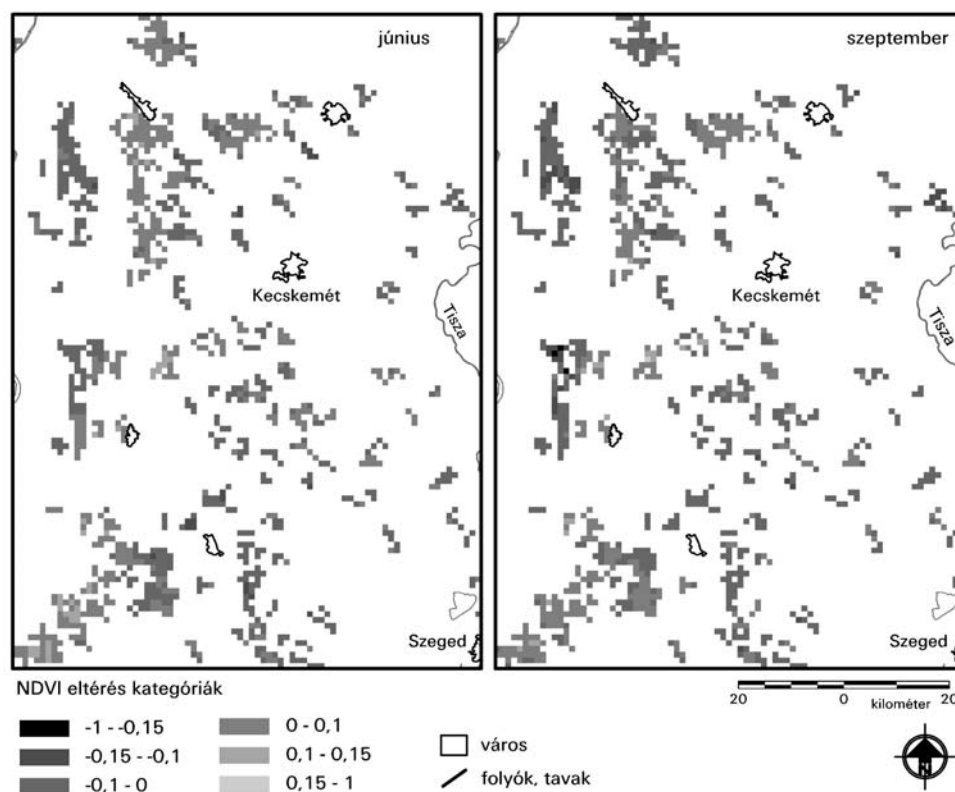 június
szeptember
Kecskemét
Kecskemét
Tisza
Tisza
Szeged
Szeged
NDVI eltérés kategóriák
-1 --0,15
-0,15 --0,1
-0,1 - 0
0 - 0,1
0,1 - 0,15
0,15 - 1
város
folyók, tavak
20 0 20
kilométer
N